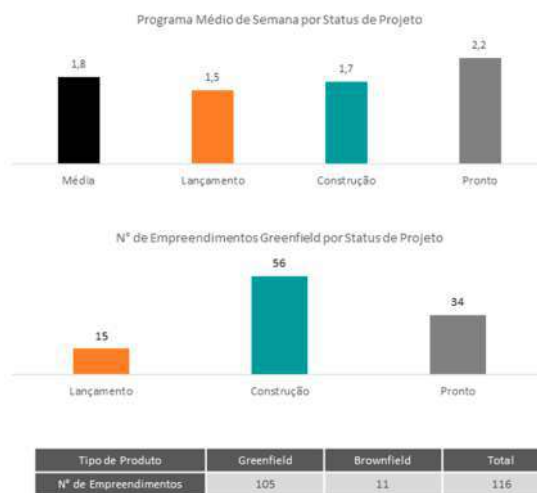 Programa Médio de Semana por Status de Projeto
1,8
1,5
1,7
2,2
Média
Lançamento
Construção
Pronto
N° de Empreendimentos Greenfield por Status de Projeto
15
56
34
Lançamento
Construção
Pronto
Tipo de Produto Greenfield Brownfield Total
N° de Empreendimentos 105 11 116